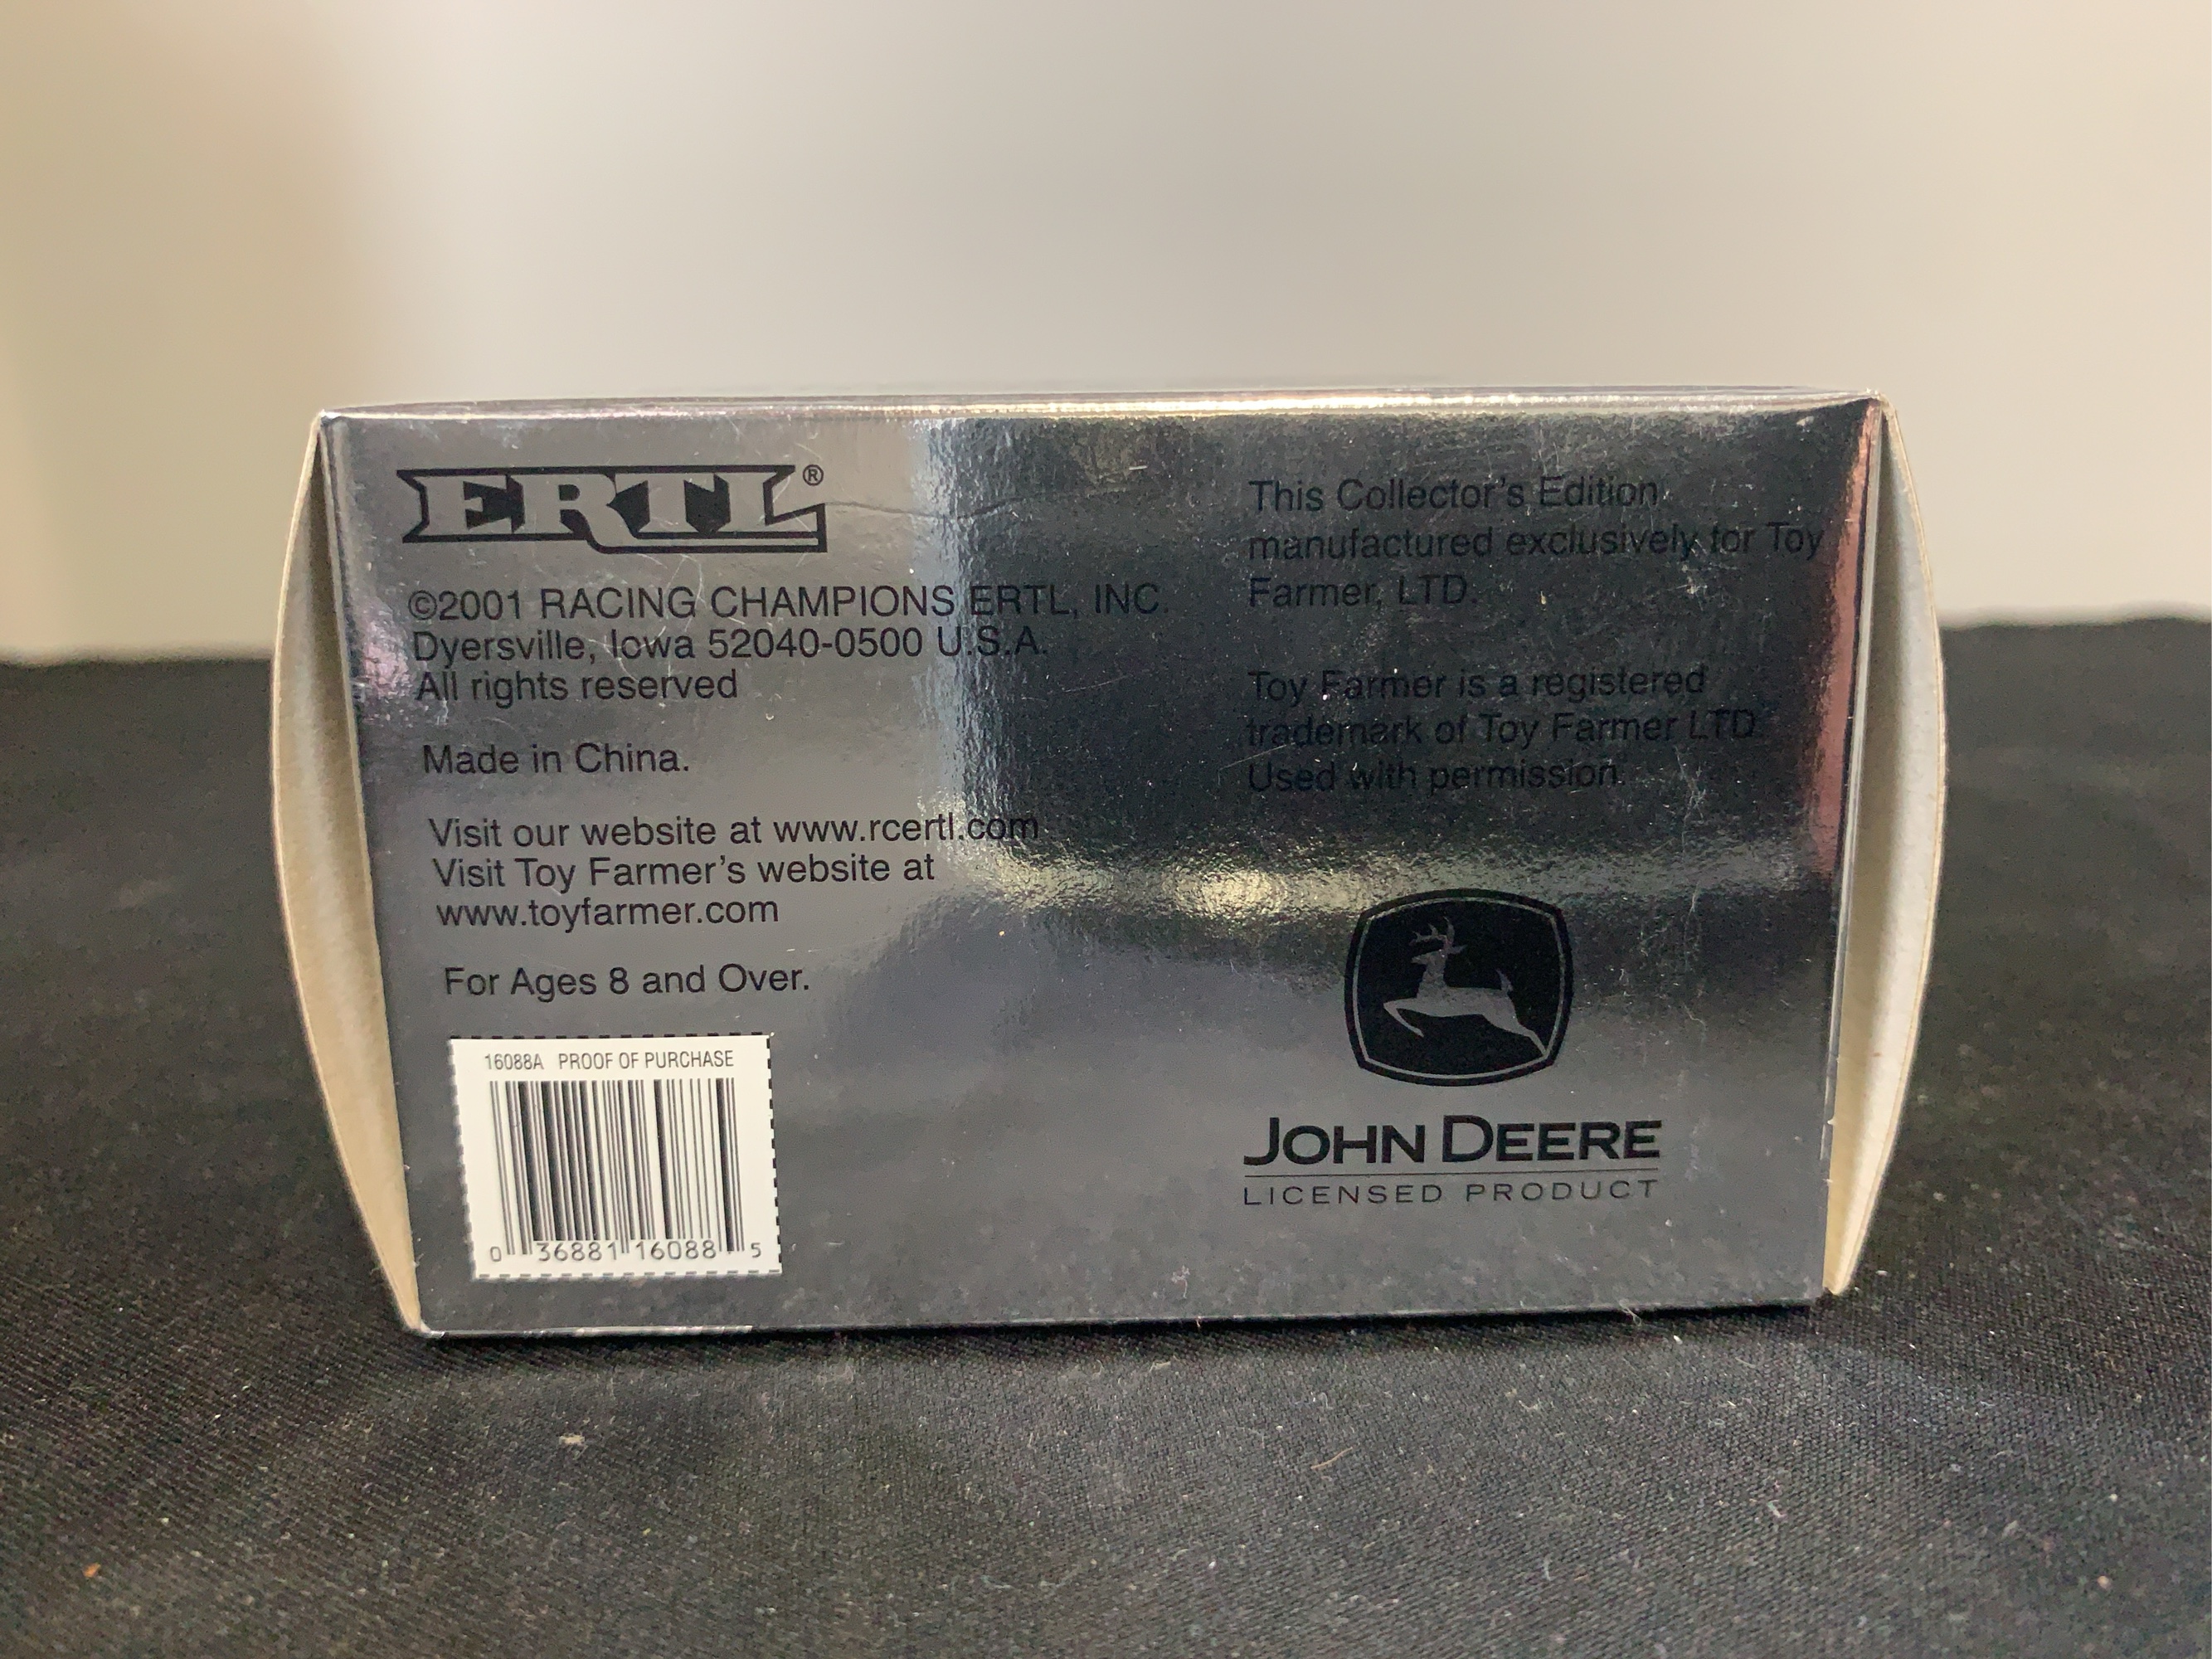 ERTL®
©2001 RACING CHAMPIONS ERTL, INC.
Dyersville, Iowa 52040-0500 U.S.A.
All rights reserved
Made in China.
Visit our website at www.rcertl.com
Visit Toy Farmer's website at
www.toyfarmer.com
For Ages 8 and Over.
16088A PROOF OF PURCHASE
0 36881 16088 5
This Collector's Edition
manufactured exclusively for Toy
Farmer, LTD.
Toy Farmer is a registered
trademark of Toy Farmer LTD.
Used with permission.
JOHN DEERE
LICENSED PRODUCT